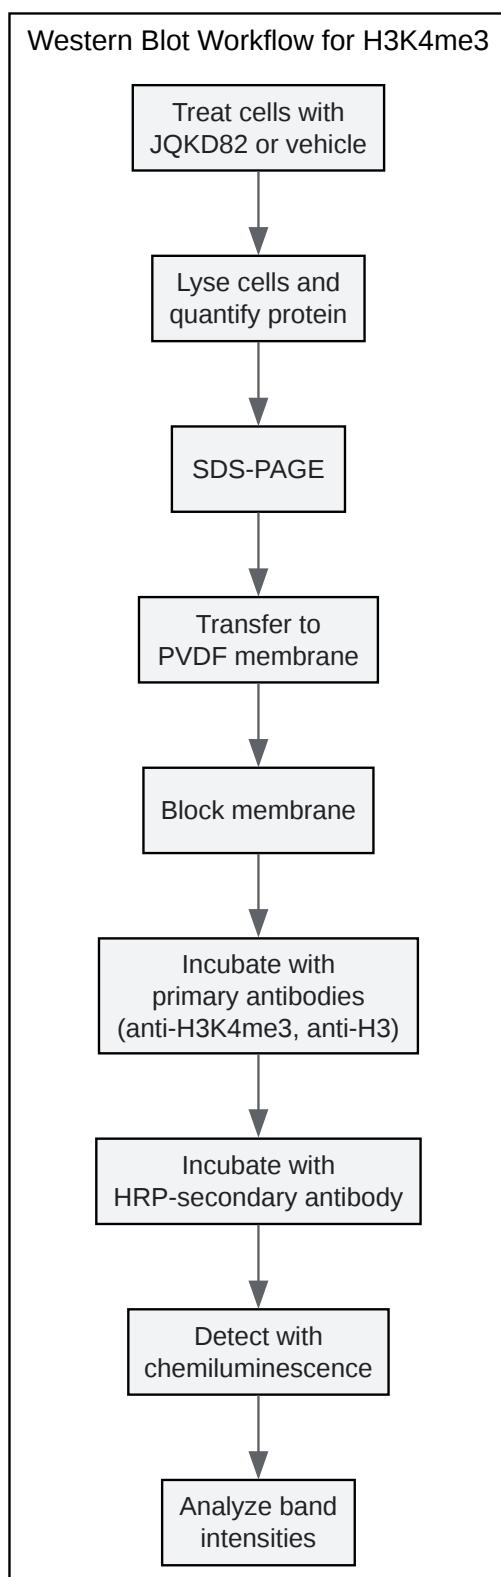 Western Blot Workflow for H3K4me3
Treat cells with
JQKD82 or vehicle
Lyse cells and
quantify protein
SDS-PAGE
Transfer to
PVDF membrane
Block membrane
Incubate with
primary antibodies
(anti-H3K4me3, anti-H3)
Incubate with
HRP-secondary antibody
Detect with
chemiluminescence
Analyze band
intensities